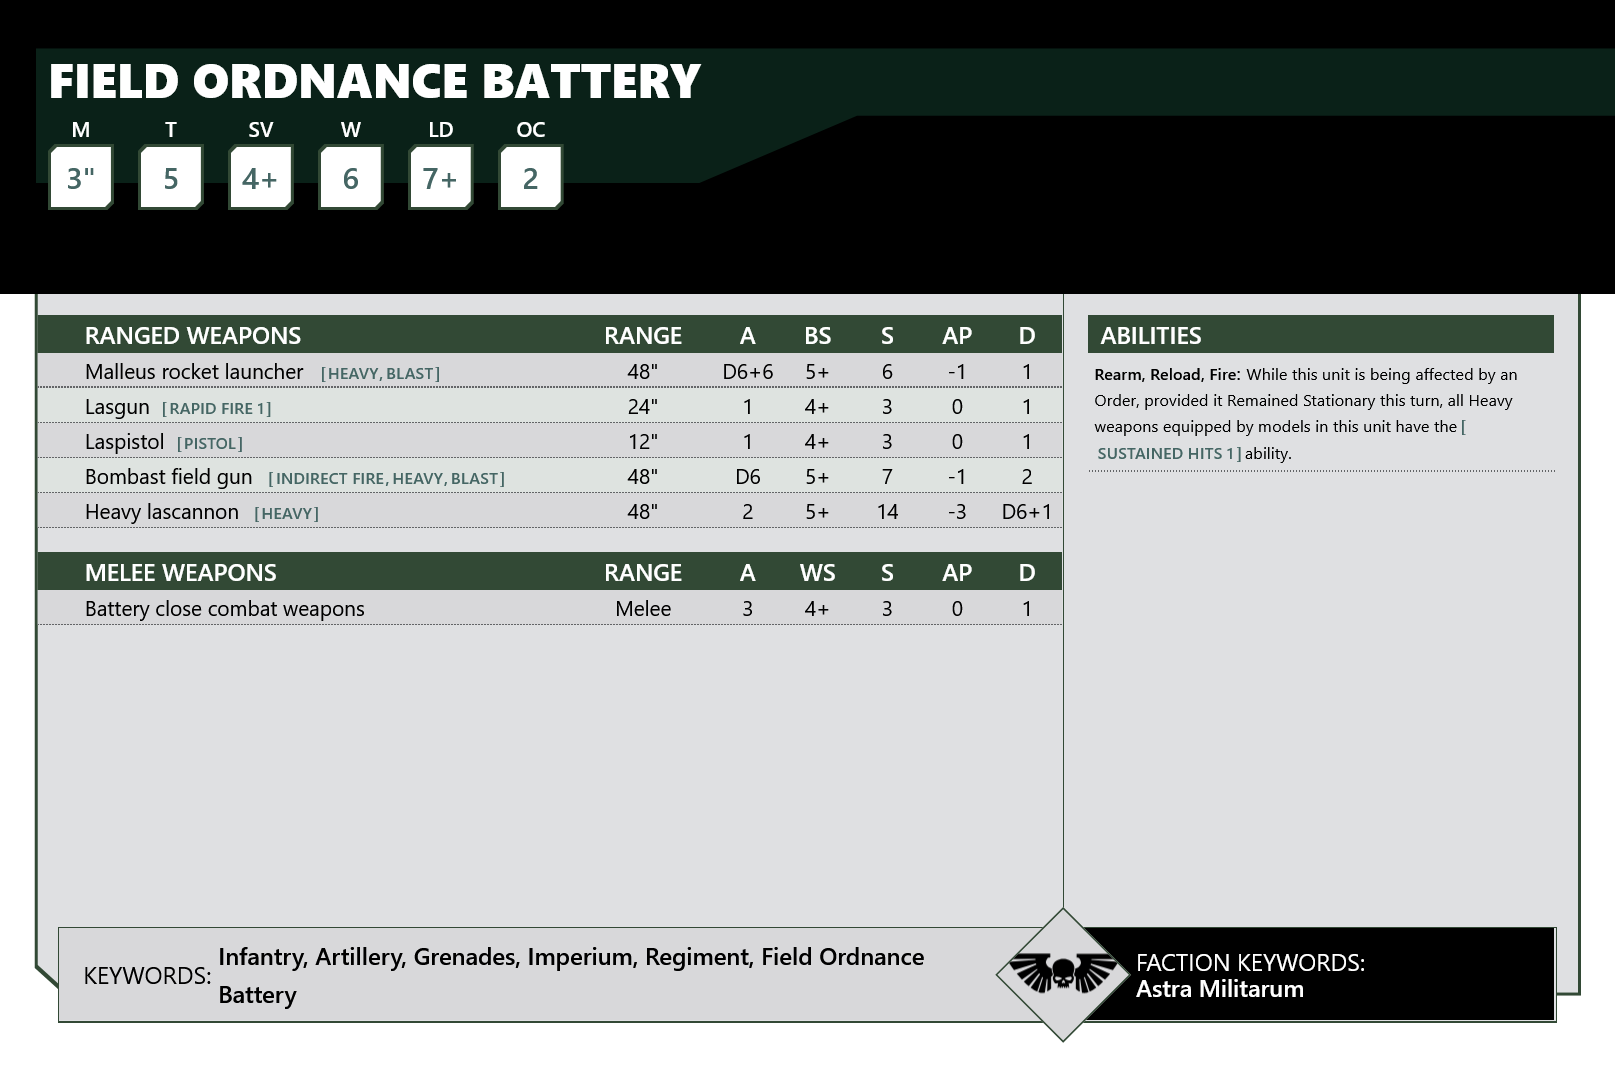 FIELD ORDNANCE BATTERY
M T SV W LD OC
3" 5 4+ 6 7+ 2
RANGED WEAPONS RANGE A BS S AP D
Malleus rocket launcher [HEAVY, BLAST] 48" D6+6 5+ 6 -1 1
Lasgun [RAPID FIRE 1] 24" 1 4+ 3 0 1
Laspistol [PISTOL] 12" 1 4+ 3 0 1
Bombast field gun [INDIRECT FIRE, HEAVY, BLAST] 48" D6 5+ 7 -1 2
Heavy lascannon [HEAVY] 48" 2 5+ 14 -3 D6+1
MELEE WEAPONS RANGE A WS S AP D
Battery close combat weapons Melee 3 4+ 3 0 1
ABILITIES
Rearm, Reload, Fire: While this unit is being affected by an
Order, provided it Remained Stationary this turn, all Heavy
weapons equipped by models in this unit have the [
SUSTAINED HITS 1] ability.
KEYWORDS:
Infantry, Artillery, Grenades, Imperium, Regiment, Field Ordnance
Battery
FACTION KEYWORDS:
Astra Militarum